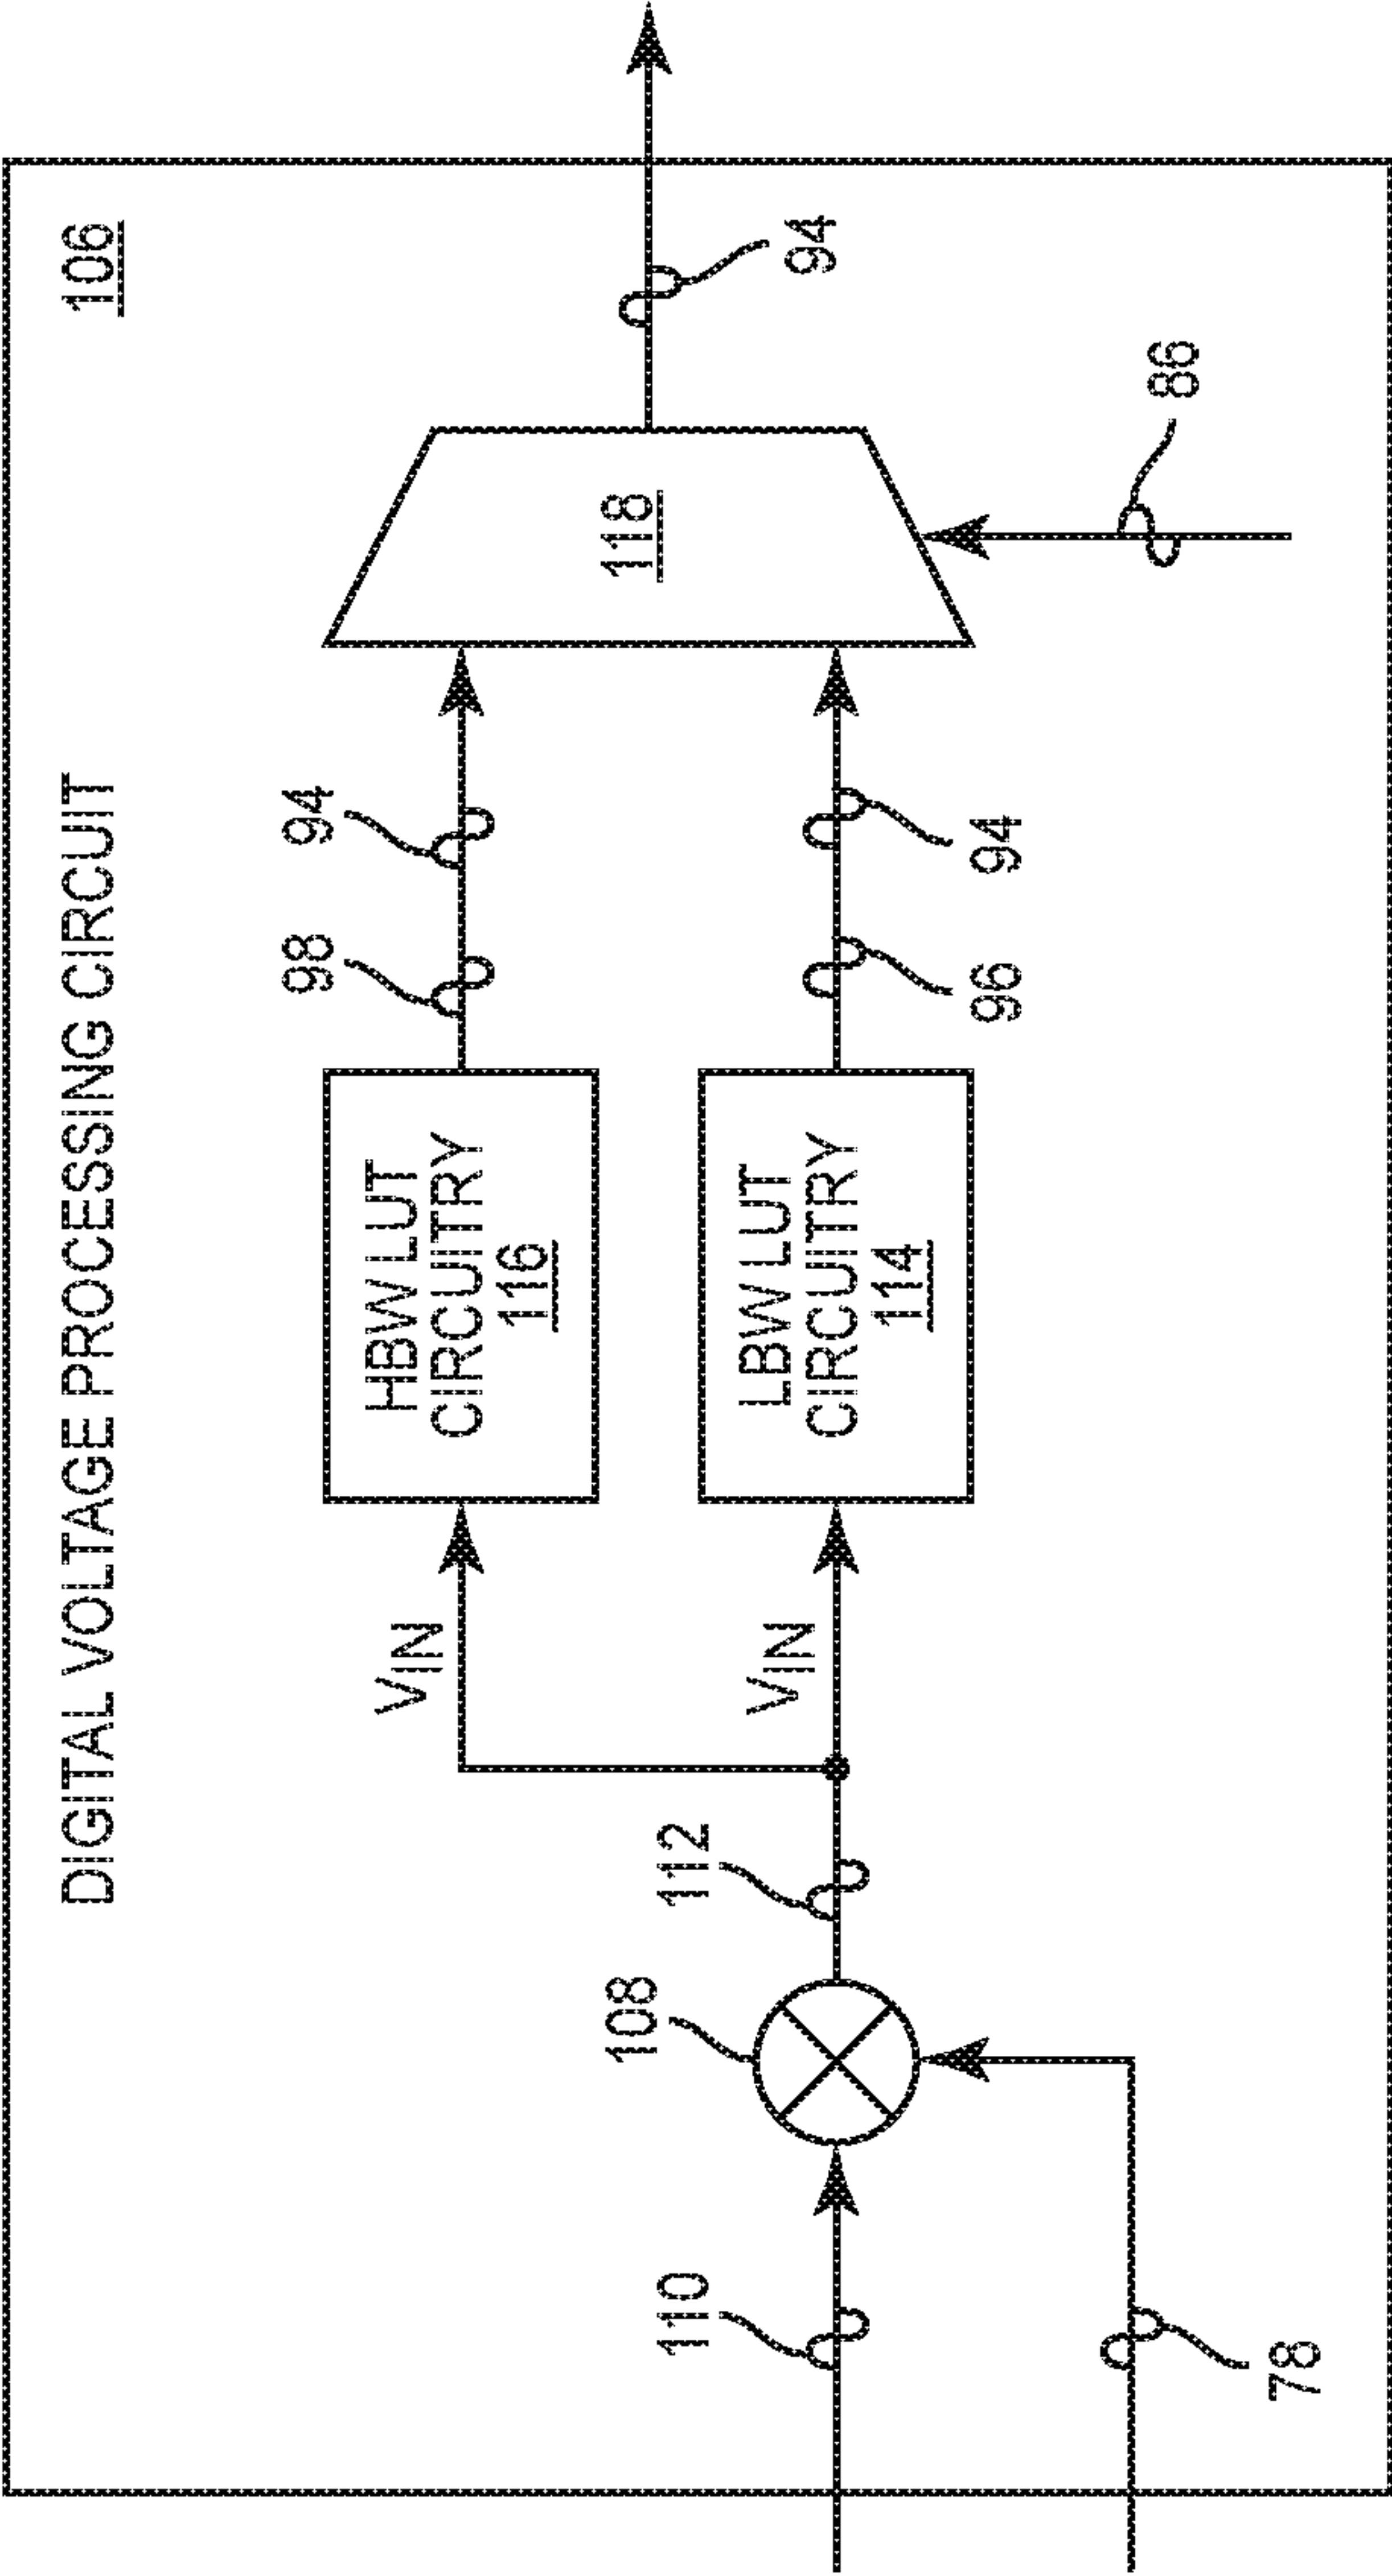 DIGITAL VOLTAGE PROCESSING CIRCUIT
106
98
94
HBW LUT
CIRCUITRY
116
VIN
94
118
108
110
112
VIN
LBW LUT
CIRCUITRY
114
96
94
86
78